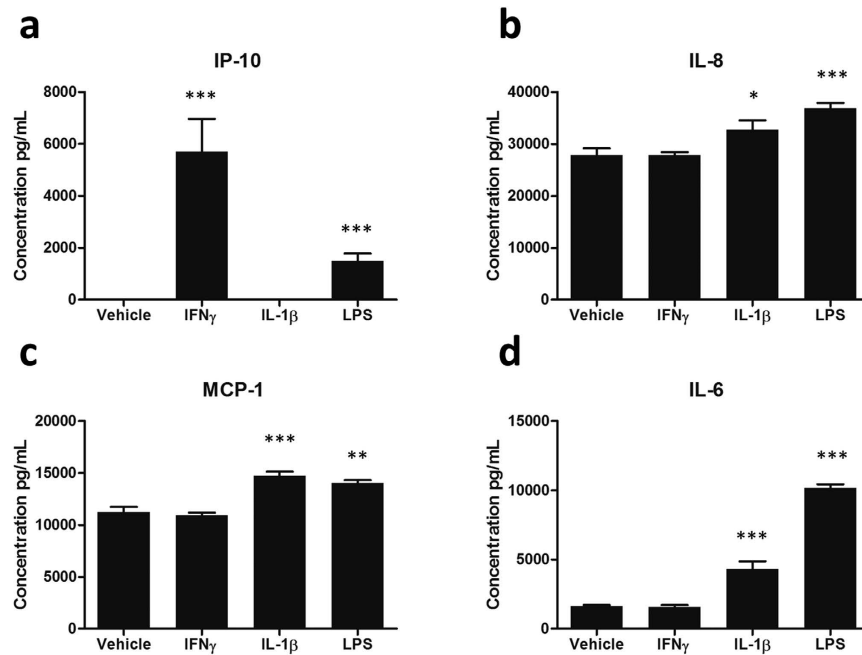 a
IP-10
Concentration pg/mL
8000
6000
4000
2000
0
***
***
Vehicle IFNγ IL-1β LPS
b
IL-8
Concentration pg/mL
40000
30000
20000
10000
0
*
***
Vehicle IFNγ IL-1β LPS
c
MCP-1
Concentration pg/mL
20000
15000
10000
5000
0
***
**
Vehicle IFNγ IL-1β LPS
d
IL-6
Concentration pg/mL
15000
10000
5000
0
***
***
Vehicle IFNγ IL-1β LPS